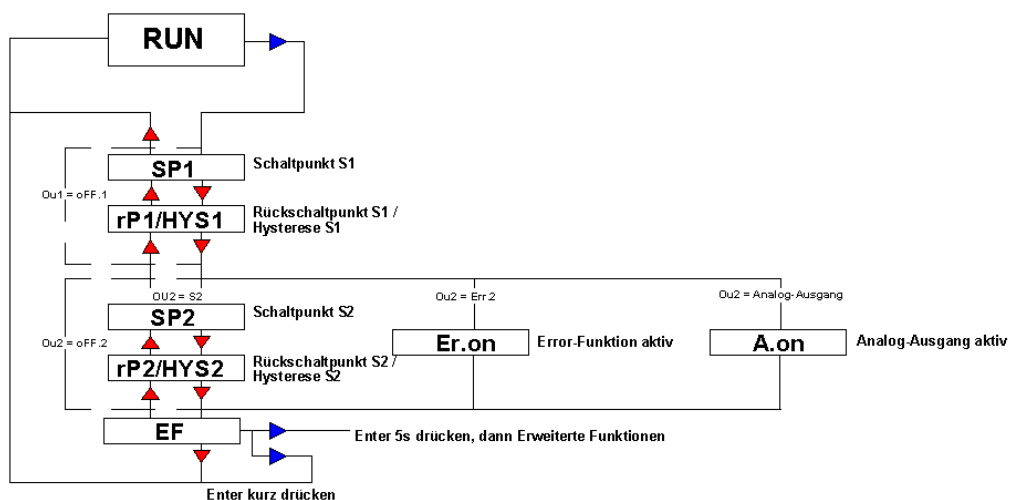 RUN
SP1
Schaltpunkt S1
Ou1 = oFF.1
rP1/HYS1
Rückschaltpunkt S1 /
Hysterese S1
OU2 = S2
Ou2 = Err.2
Ou2 = Analog-Ausgang
SP2
Schaltpunkt S2
Ou2 = oFF.2
Er.on
Error-Funktion aktiv
A.on
Analog-Ausgang aktiv
rP2/HYS2
Rückschaltpunkt S2 /
Hysterese S2
EF
Enter 5s drücken, dann Erweiterte Funktionen
Enter kurz drücken